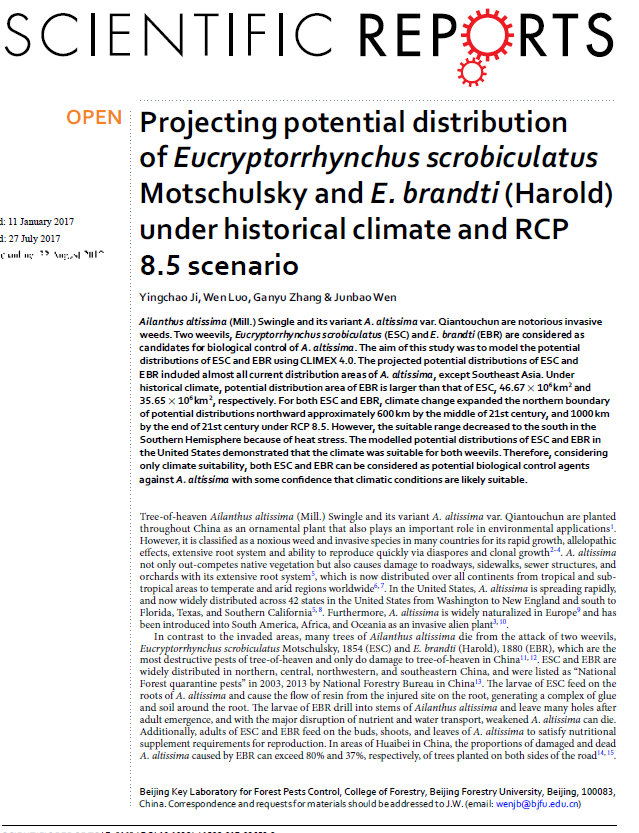 SCIENTIFIC REPORTS
OPEN
Projecting potential distribution
of Eucryptorrhynchus scrobiculatus
Motschulsky and E. brandti (Harold)
under historical climate and RCP
8.5 scenario
d: 11 January 2017
d: 27 July 2017
Yingchao Ji, Wen Luo, Ganyu Zhang & Junbao Wen
Ailanthus altissima (Mill.) Swingle and its variant A. altissima var. Qiantouchun are notorious invasive
weeds. Two weevils, Eucryptorrhynchus scrobiculatus (ESC) and E. brandti (EBR) are considered as
candidates for biological control of A. altissima. The aim of this study was to model the potential
distributions of ESC and EBR using CLIMEX 4.0. The projected potential distributions of ESC and
EBR included almost all current distribution areas of A. altissima, except Southeast Asia. Under
historical climate, potential distribution area of EBR is larger than that of ESC, 46.67 × 10⁶ km² and
35.65 × 10⁶ km², respectively. For both ESC and EBR, climate change expanded the northern boundary
of potential distributions northward approximately 600 km by the middle of 21st century, and 1000 km
by the end of 21st century under RCP 8.5. However, the suitable range decreased to the south in the
Southern Hemisphere because of heat stress. The modelled potential distributions of ESC and EBR in
the United States demonstrated that the climate was suitable for both weevils. Therefore, considering
only climate suitability, both ESC and EBR can be considered as potential biological control agents
against A. altissima with some confidence that climatic conditions are likely suitable.
Tree-of-heaven Ailanthus altissima (Mill.) Swingle and its variant A. altissima var. Qiantouchun are planted
throughout China as an ornamental plant that also plays an important role in environmental applications¹.
However, it is classified as a noxious weed and invasive species in many countries for its rapid growth, allelopathic
effects, extensive root system and ability to reproduce quickly via diaspores and clonal growth²⁻⁴. A. altissima
not only out-competes native vegetation but also causes damage to roadways, sidewalks, sewer structures, and
orchards with its extensive root system⁵, which is now distributed over all continents from tropical and sub-
tropical areas to temperate and arid regions worldwide⁶,⁷. In the United States, A. altissima is spreading rapidly,
and now widely distributed across 42 states in the United States from Washington to New England and south to
Florida, Texas, and Southern California⁵,⁸. Furthermore, A. altissima is widely naturalized in Europe⁹ and has
been introduced into South America, Africa, and Oceania as an invasive alien plant³,¹⁰.
In contrast to the invaded areas, many trees of Ailanthus altissima die from the attack of two weevils,
Eucryptorrhynchus scrobiculatus Motschulsky, 1854 (ESC) and E. brandti (Harold), 1880 (EBR), which are the
most destructive pests of tree-of-heaven and only do damage to tree-of-heaven in China¹¹,¹². ESC and EBR are
widely distributed in northern, central, northwestern, and southeastern China, and were listed as “National
Forest quarantine pests” in 2003, 2013 by National Forestry Bureau in China¹³. The larvae of ESC feed on the
roots of A. altissima and cause the flow of resin from the injured site on the root, generating a complex of glue
and soil around the root. The larvae of EBR drill into stems of Ailanthus altissima and leave many holes after
adult emergence, and with the major disruption of nutrient and water transport, weakened A. altissima can die.
Additionally, adults of ESC and EBR feed on the buds, shoots, and leaves of A. altissima to satisfy nutritional
supplement requirements for reproduction. In areas of Huaibei in China, the proportions of damaged and dead
A. altissima caused by EBR can exceed 80% and 37%, respectively, of trees planted on both sides of the road¹⁴,¹⁵.
Beijing Key Laboratory for Forest Pests Control, College of Forestry, Beijing Forestry University, Beijing, 100083,
China. Correspondence and requests for materials should be addressed to J.W. (email: wenjb@bjfu.edu.cn)